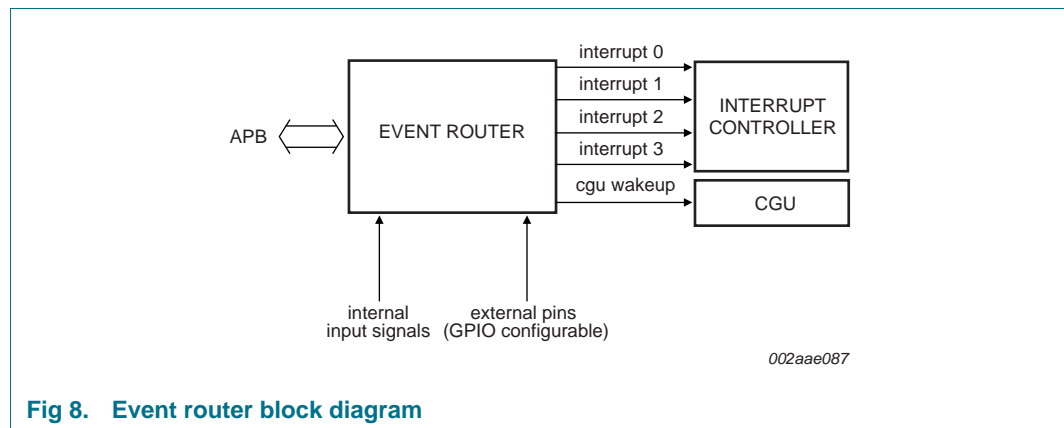 interrupt 0
interrupt 1
interrupt 2
interrupt 3
cgu wakeup
APB
EVENT ROUTER
INTERRUPT
CONTROLLER
CGU
internal
input signals
external pins
(GPIO configurable)
002aae087
Fig 8. Event router block diagram